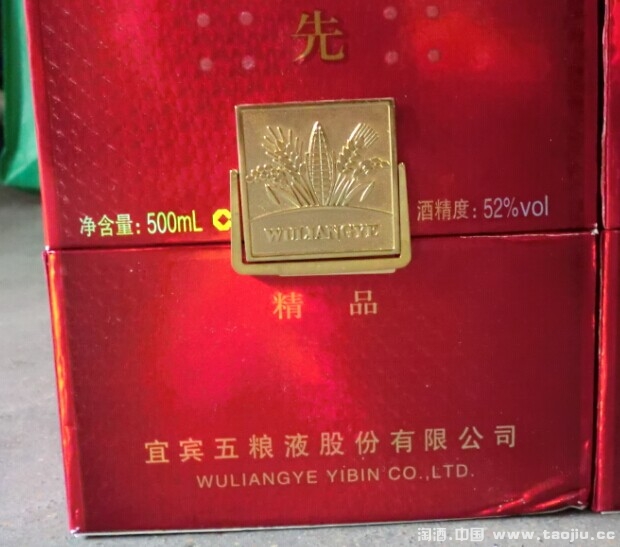 先
WULIANGYE
净含量: 500mL
酒精度: 52%vol
精 品
宜宾五粮液股份有限公司
WULIANGYE YIBIN CO.,LTD.
淘酒.中国 www.taojiu.cc